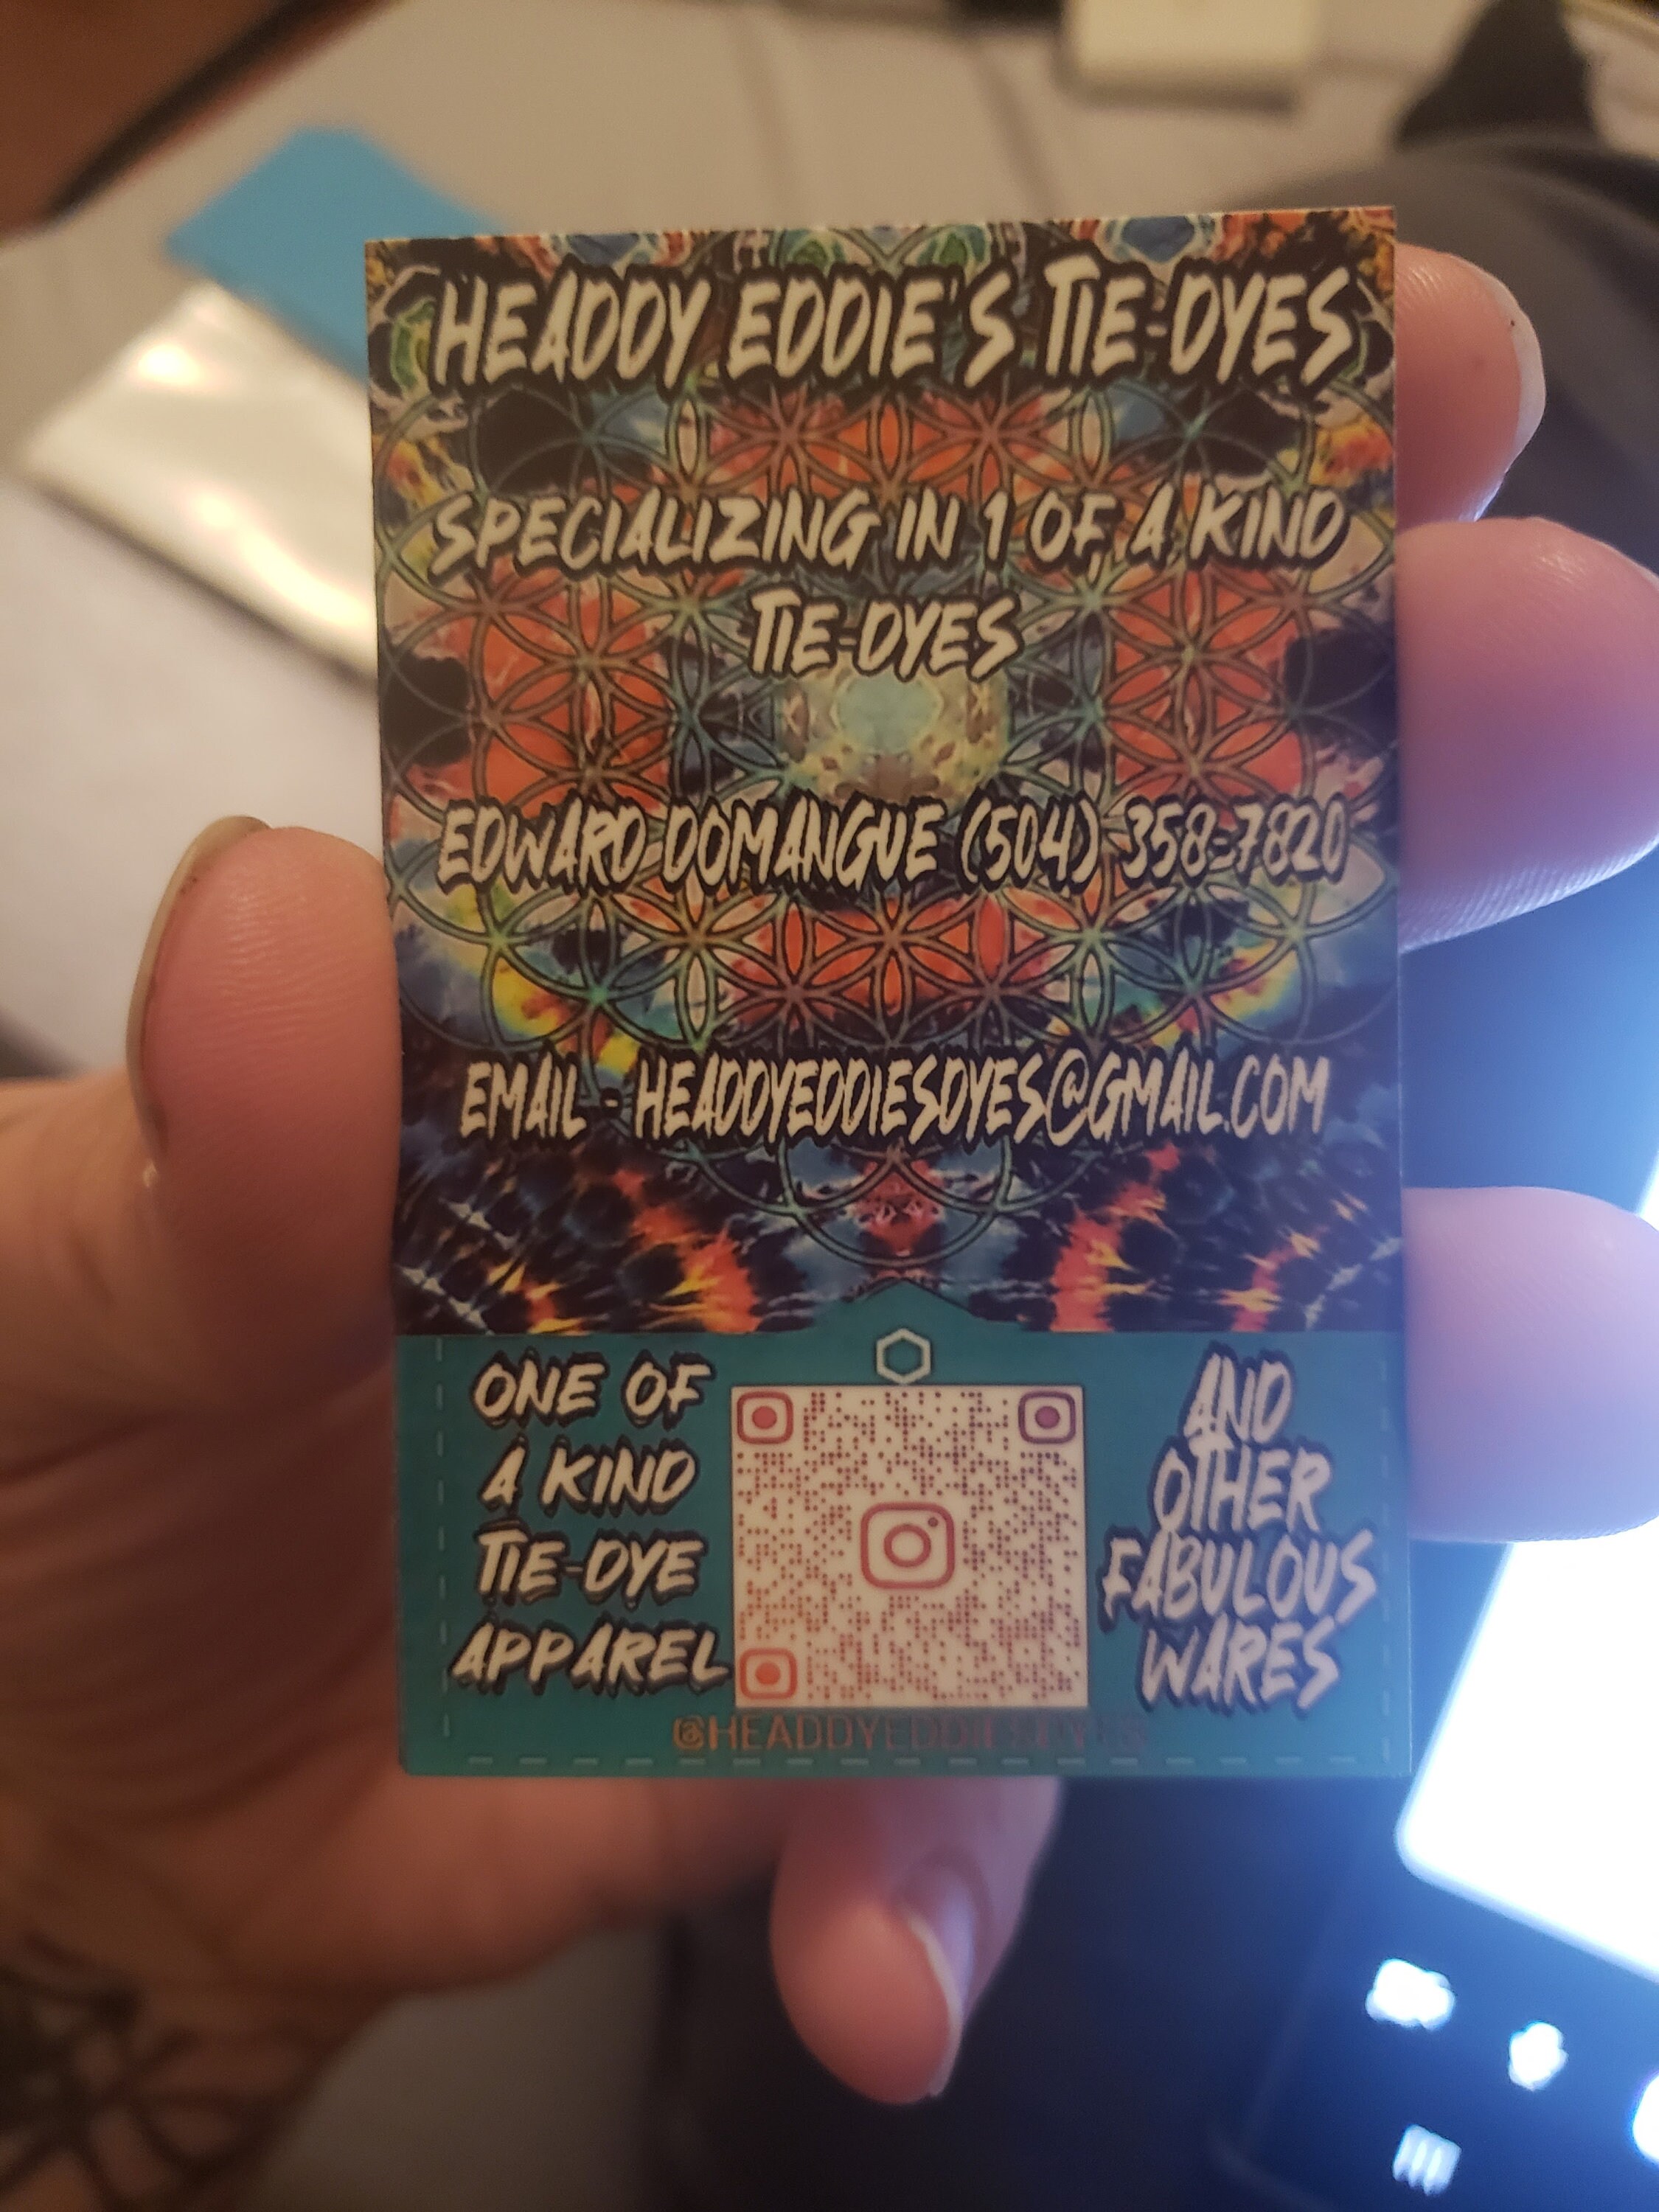 HEADDY EDDIE'S TIE-DYES
SPECIALIZING IN 1 OF A KIND
TIE-DYES
EDWARD DOMANGUE (504) 358-7820
EMAIL - HEADDYEDDIESDYES@GMAIL.COM
ONE OF
A KIND
TIE-DYE
APPAREL
AND
OTHER
FABULOUS
WARES
@HEADDYEDDIESDYES